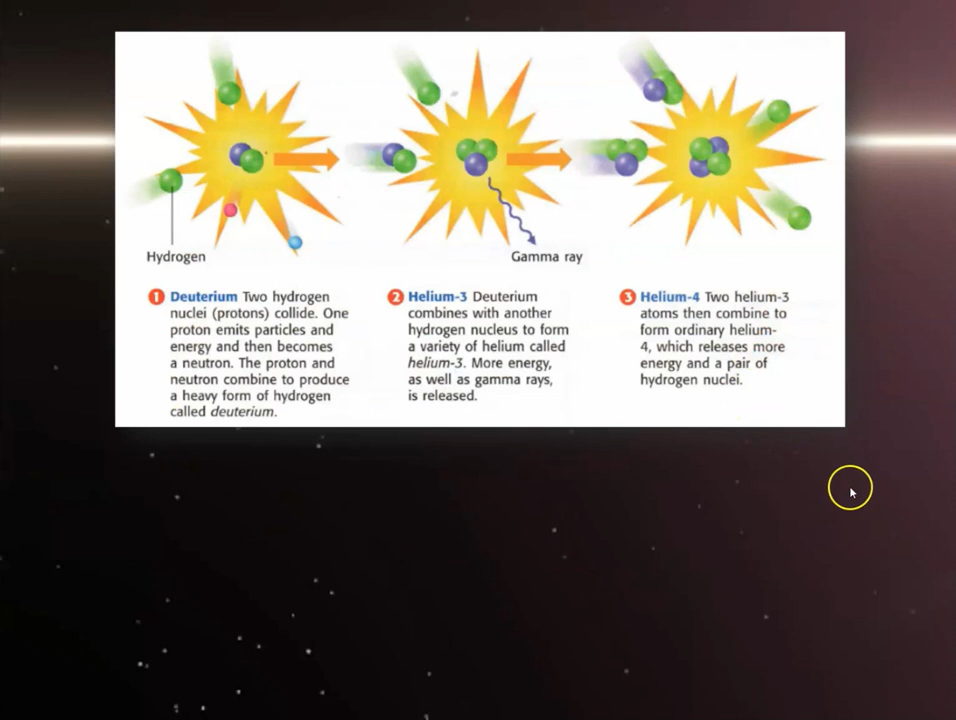 Hydrogen
Gamma ray
1 Deuterium Two hydrogen
nuclei (protons) collide. One
proton emits particles and
energy and then becomes
a neutron. The proton and
neutron combine to produce
a heavy form of hydrogen
called deuterium.
2 Helium-3 Deuterium
combines with another
hydrogen nucleus to form
a variety of helium called
helium-3. More energy,
as well as gamma rays,
is released.
3 Helium-4 Two helium-3
atoms then combine to
form ordinary helium-
4, which releases more
energy and a pair of
hydrogen nuclei.